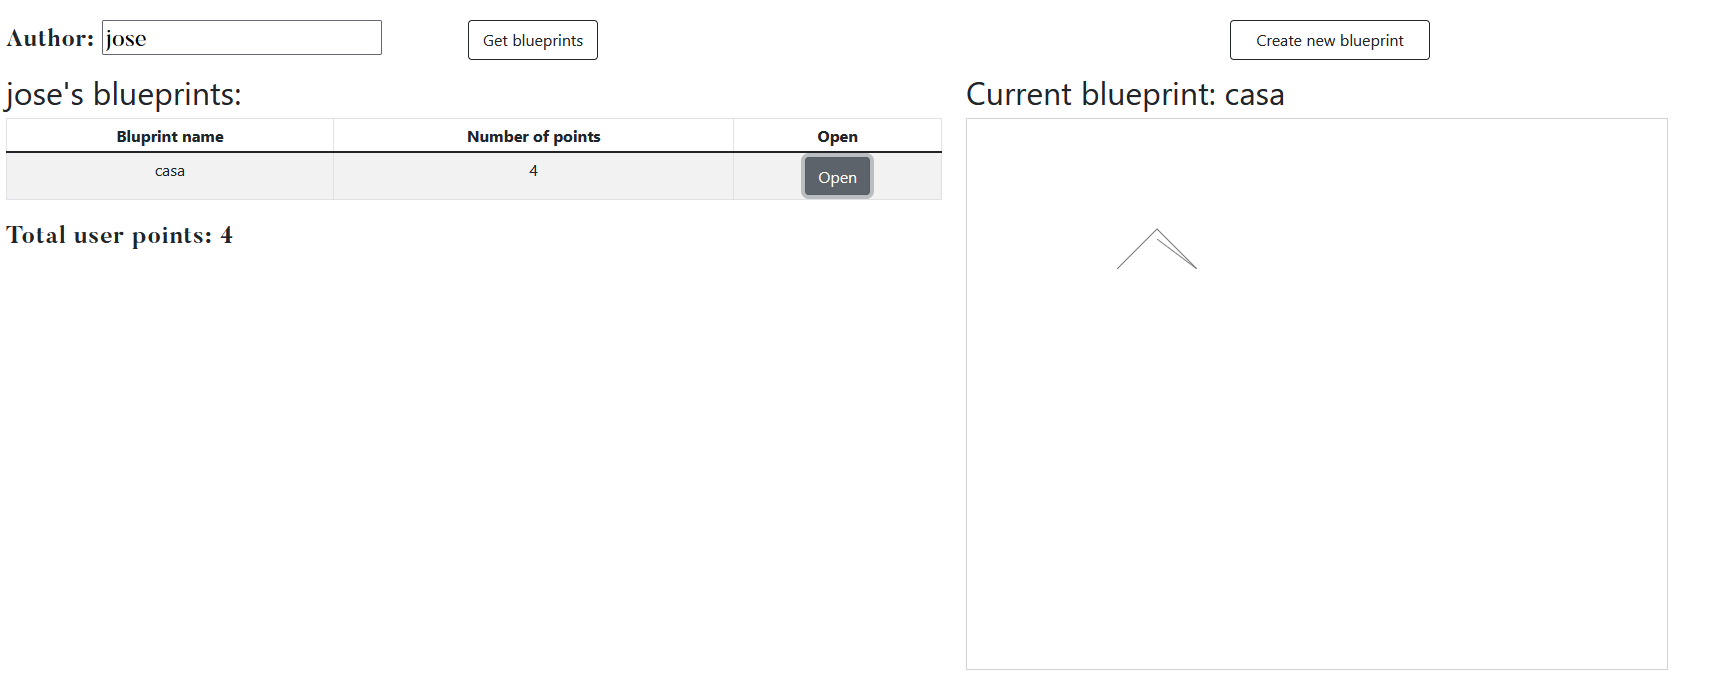 Author: jose
Get blueprints
Create new blueprint
jose's blueprints:
Bluprint name Number of points Open
casa 4 Open
Total user points: 4
Current blueprint: casa